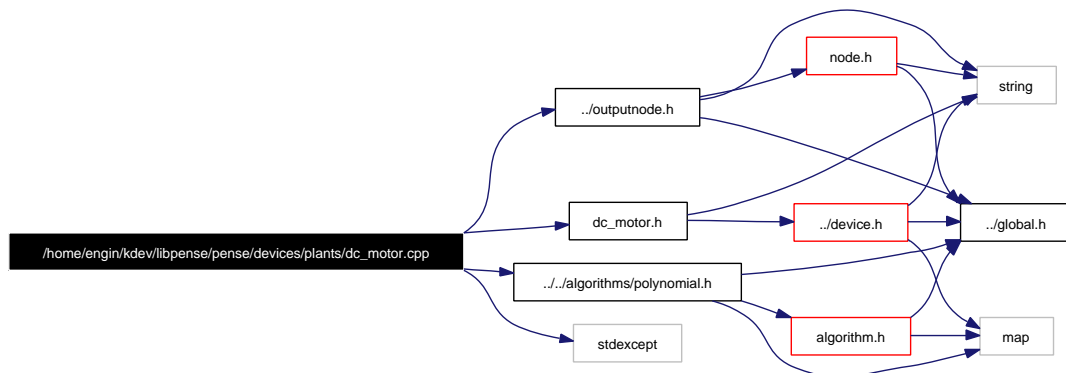 /home/engin/kdev/libpense/pense/devices/plants/dc_motor.cpp
../outputnode.h
dc_motor.h
../../algorithms/polynomial.h
stdexcept
node.h
../device.h
algorithm.h
string
../global.h
map